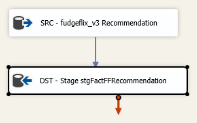 SRC - fudgeflix_v3 Recommendation
DST - Stage stgFactFFRecommendation